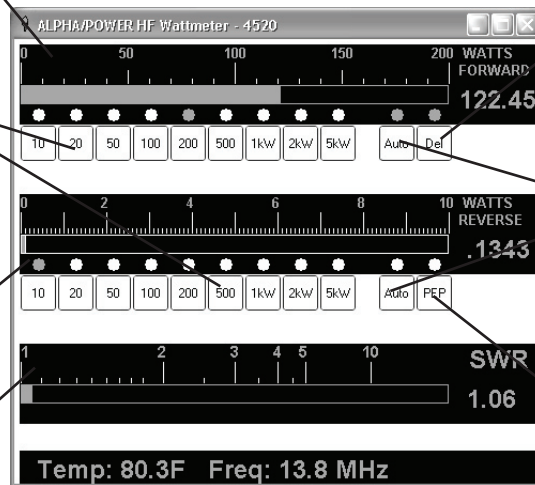 ALPHA/POWER HF Wattmeter - 4520
0 50 100 150 200 WATTS
FORWARD
122.45
10 20 50 100 200 500 1kW 2kW 5kW Auto Del
0 2 4 6 8 10 WATTS
REVERSE
.1343
10 20 50 100 200 500 1kW 2kW 5kW Auto PEP
1 2 3 4 5 10 SWR
1.06
Temp: 80.3F Freq: 13.8 MHz